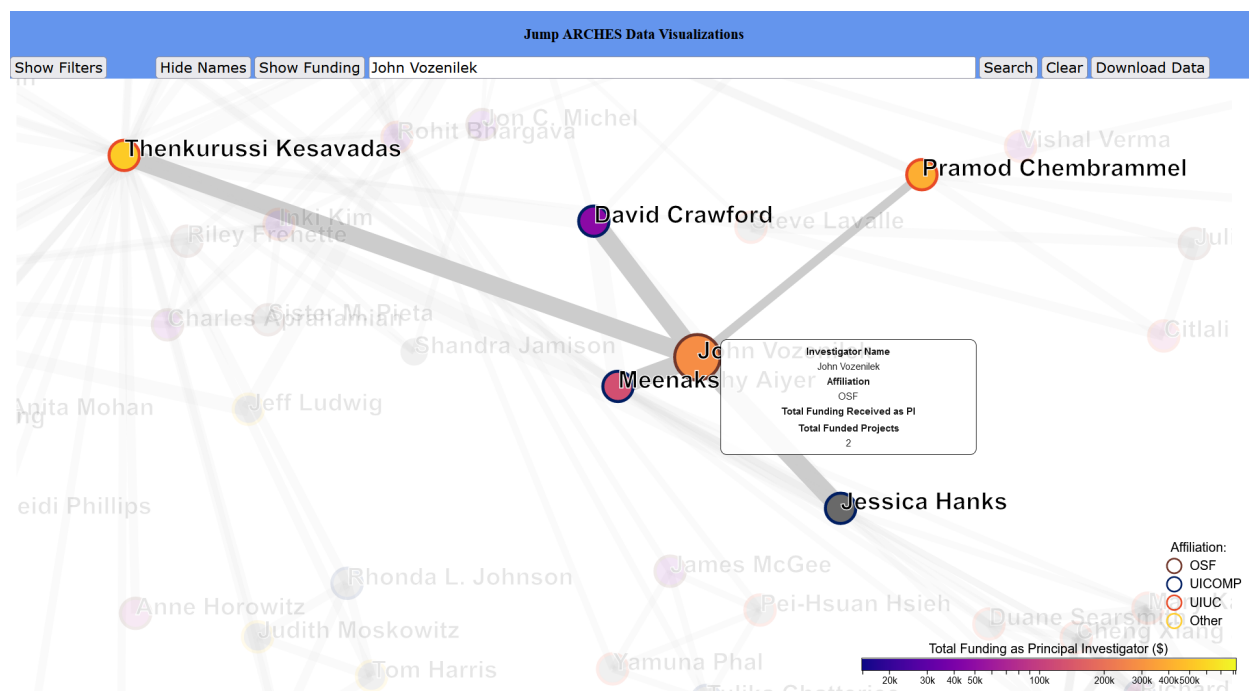 Jump ARCHES Data Visualizations
Show Filters
Hide Names
Show Funding
John Vozenilek
Search
Clear
Download Data
Jon C. Michel
Rohit Bhargava
Vishal Verma
Thenkurussi Kesavadas
Pramod Chembrammel
Inki Kim
David Crawford
Steve Lavalle
Riley Frenette
Sister M. Pieta
Charles Aprahamian
Citlali
Shandra Jamison
John Vozenilek
Investigator Name
John Vozenilek
Affiliation
OSF
Total Funding Received as PI
Total Funded Projects
2
Meenakshy Aiyer
Anita Mohan
Jeff Ludwig
Jessica Hanks
eidi Phillips
Affiliation:
OSF
UICOMP
UIUC
Other
James McGee
Rhonda L. Johnson
Anne Horowitz
Pei-Hsuan Hsieh
Duane Searsmith
Cheng Xiang
Judith Moskowitz
Tom Harris
Yamuna Phal
Total Funding as Principal Investigator ($)
20k 30k 40k 50k 100k 200k 300k 400k 500k